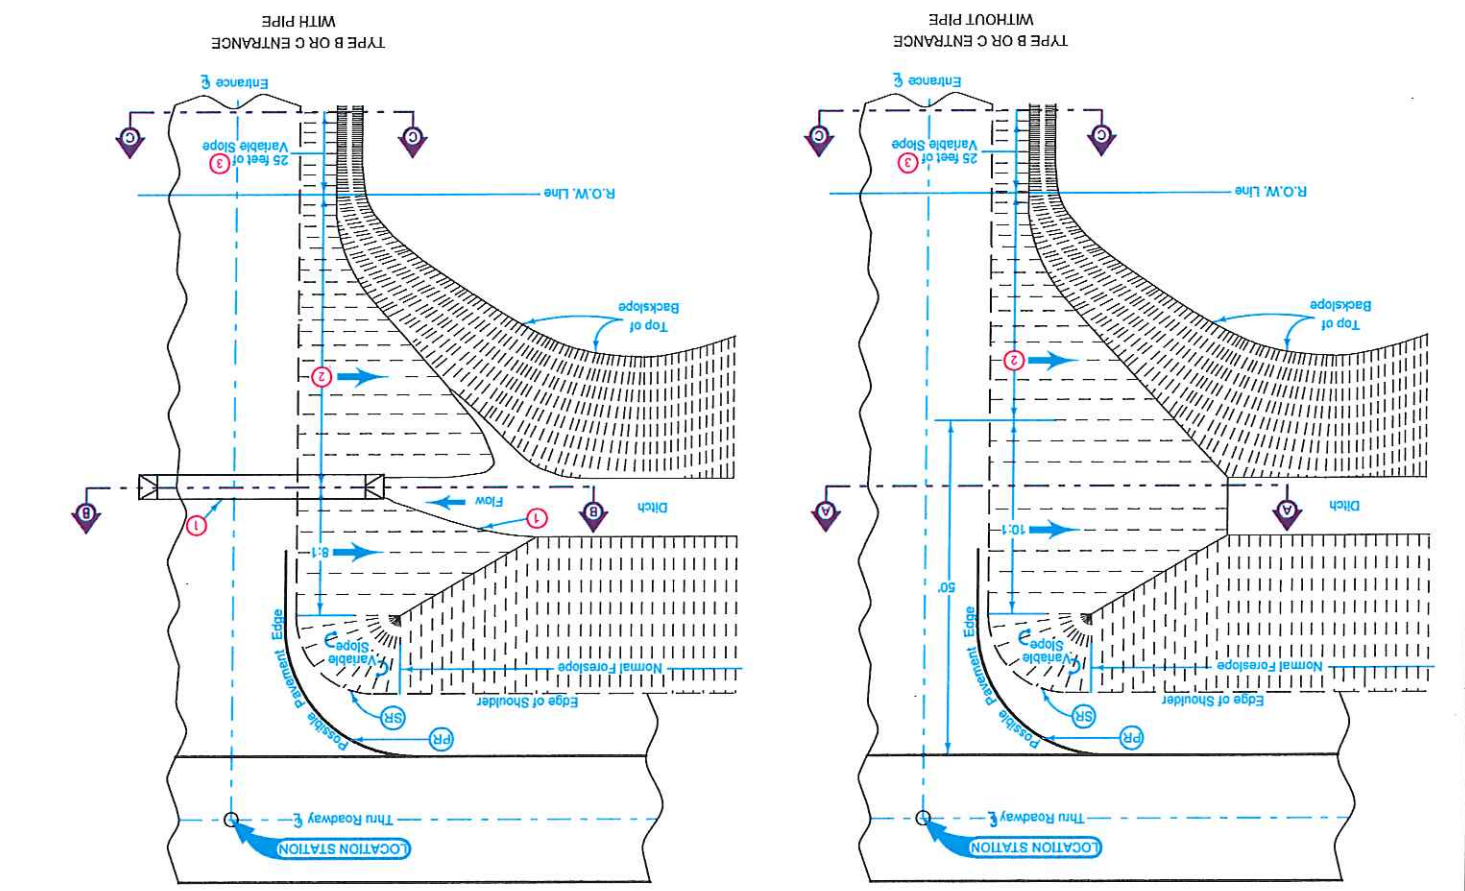 LOCATION STATION
Thru Roadway ℄
PR
Possible Pavement Edge
SR
Edge of Shoulder
Normal Foreslope
Variable
Slope
50'
10:1
A
A
Ditch
2
Top of
Backslope
R.O.W. Line
25 feet of
Variable Slope
3
C
C
Entrance ℄
TYPE B OR C ENTRANCE
WITHOUT PIPE
LOCATION STATION
Thru Roadway ℄
PR
Possible Pavement Edge
SR
Edge of Shoulder
Normal Foreslope
Variable
Slope
8:1
1
1
B
B
Flow
Ditch
2
Top of
Backslope
R.O.W. Line
25 feet of
Variable Slope
3
C
C
Entrance ℄
TYPE B OR C ENTRANCE
WITH PIPE